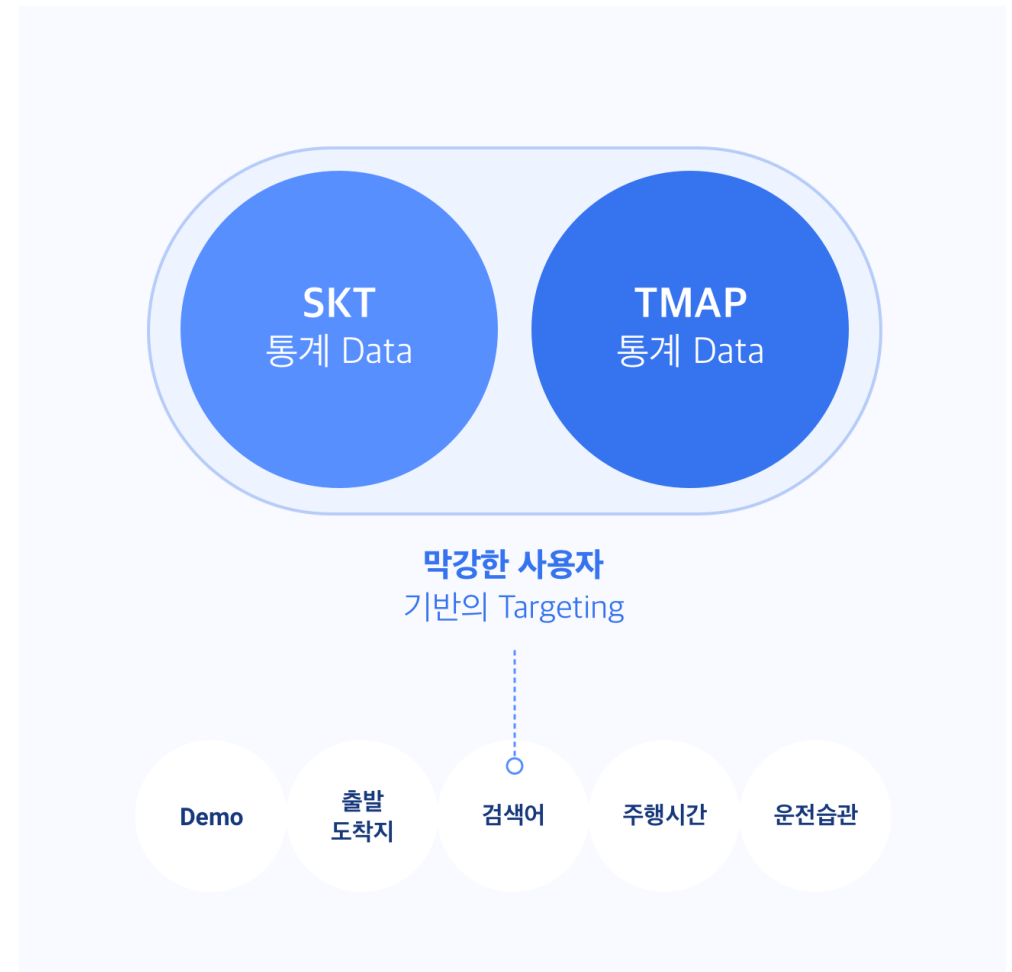 SKT
통계 Data
TMAP
통계 Data
막강한 사용자
기반의 Targeting
Demo
출발
도착지
검색어
주행시간
운전습관